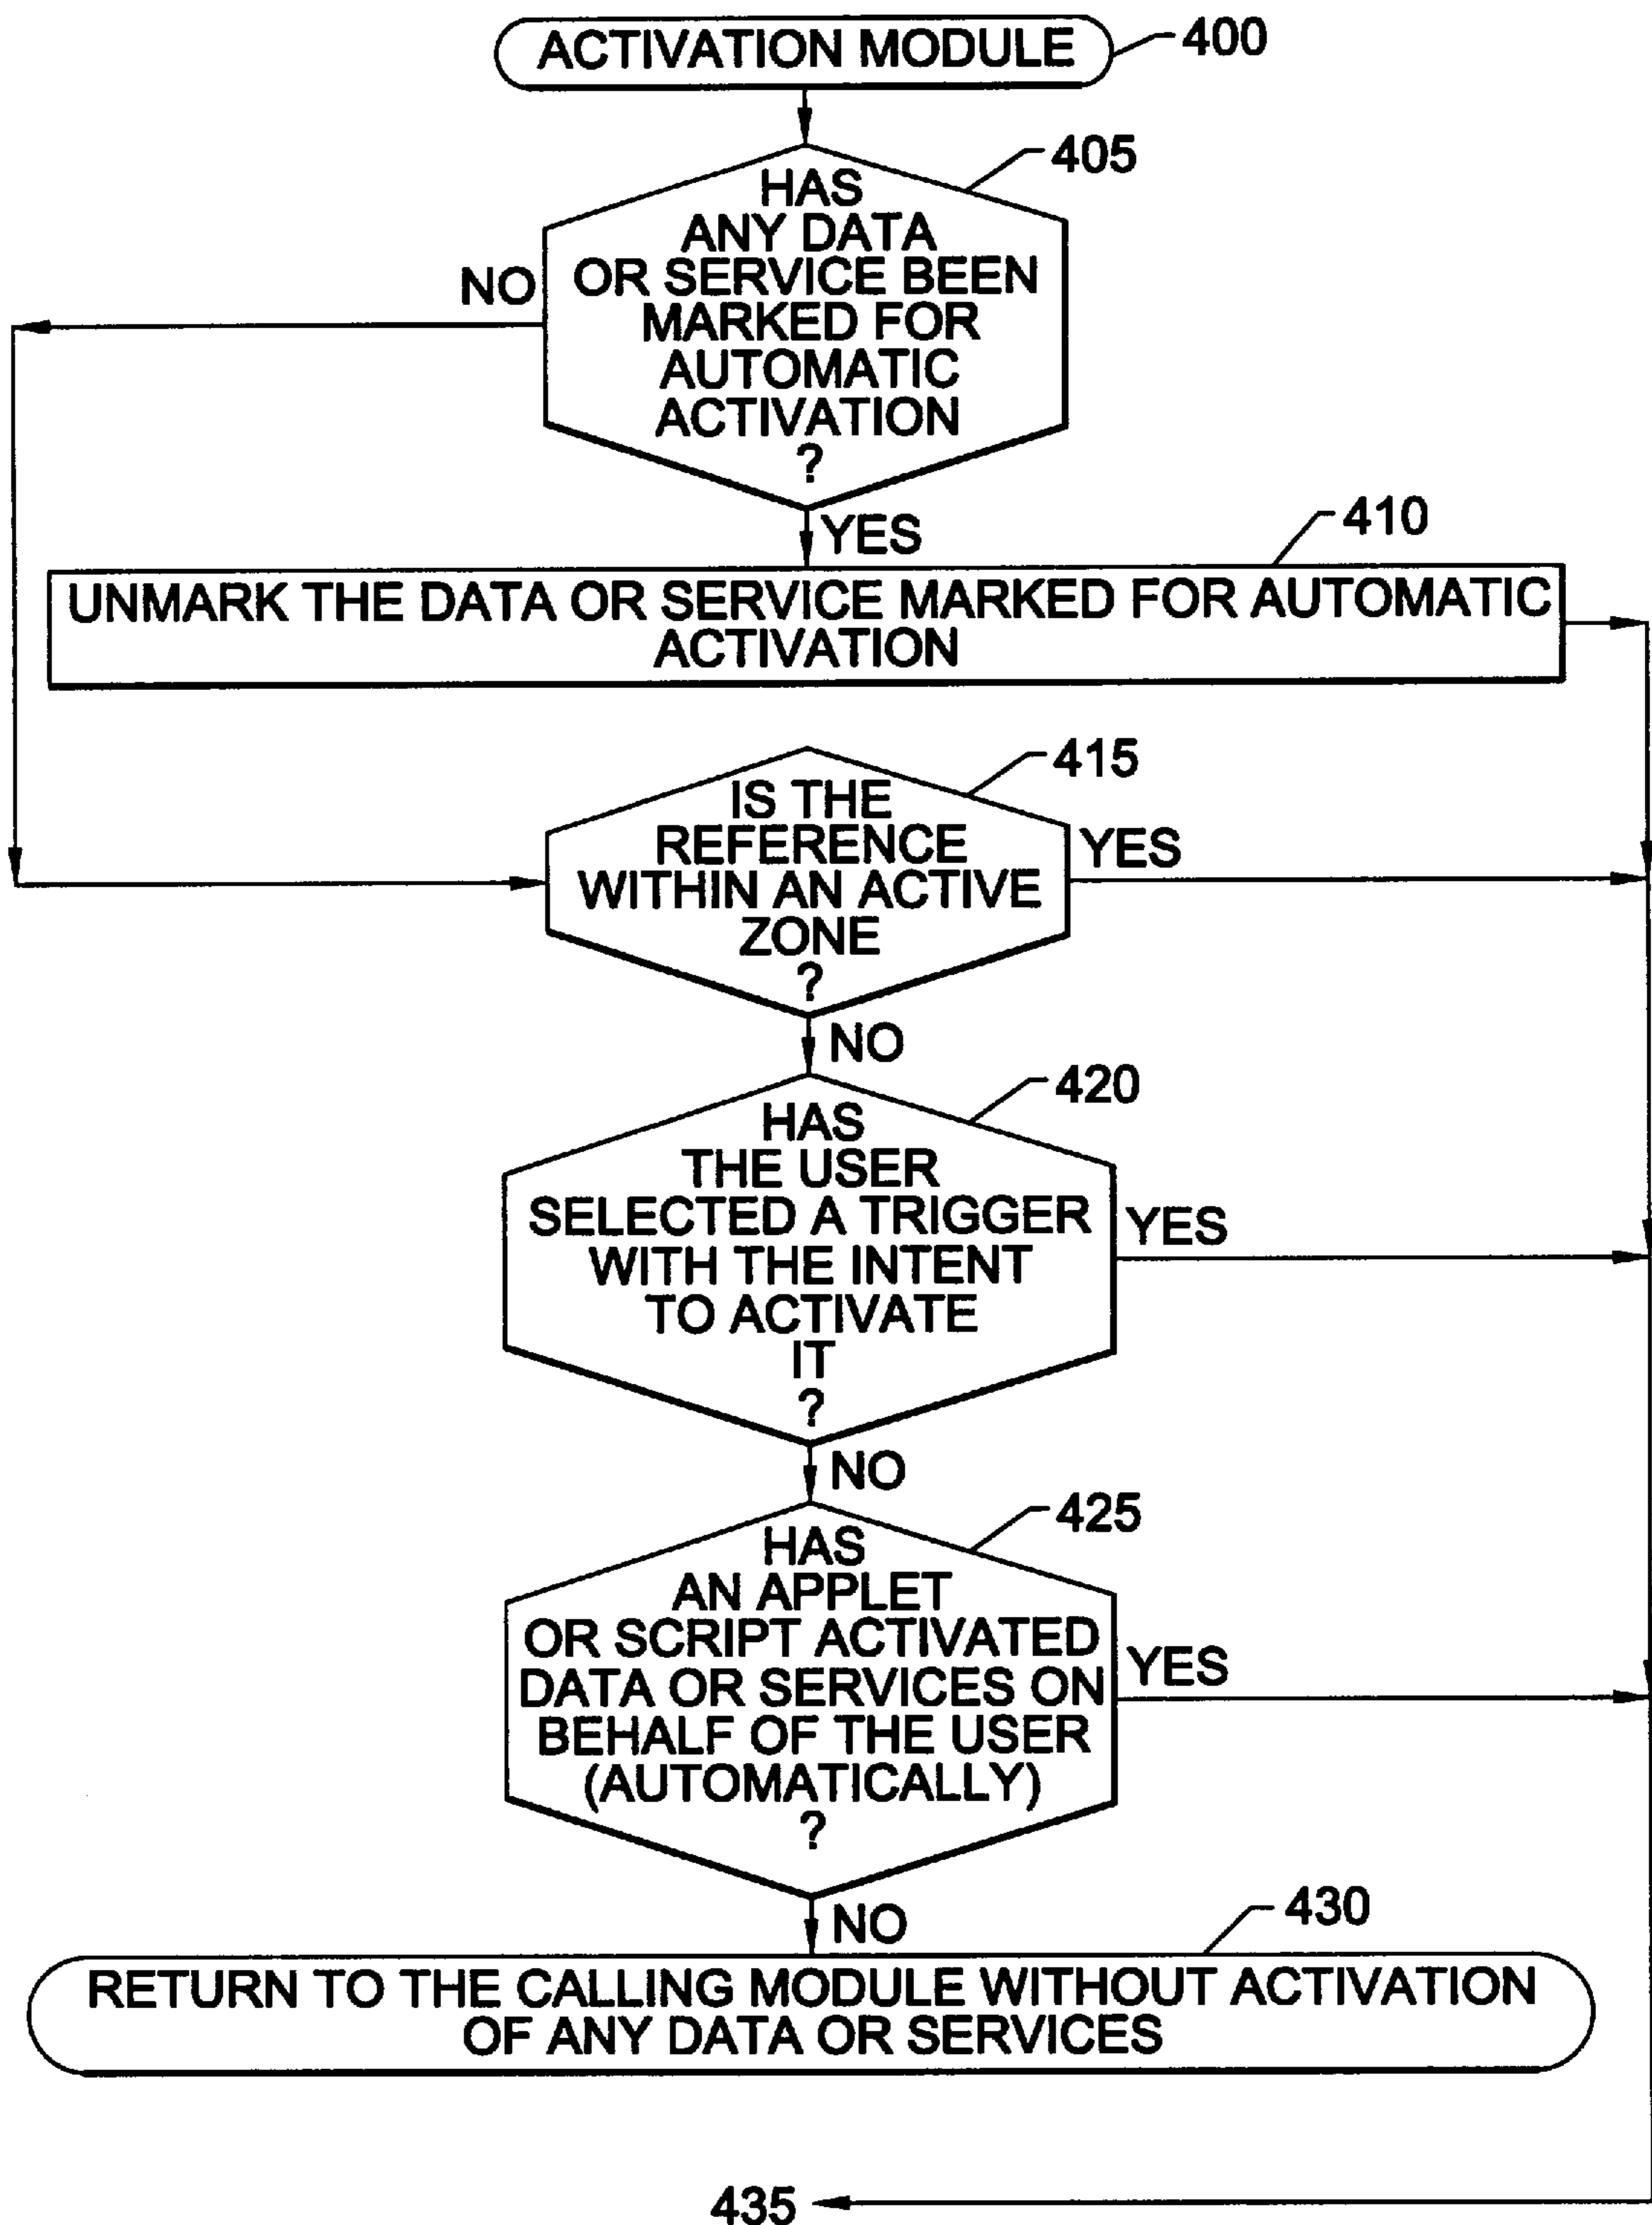 ACTIVATION MODULE
400
405
HAS
ANY DATA
OR SERVICE BEEN
MARKED FOR
AUTOMATIC
ACTIVATION
?
NO
YES
410
UNMARK THE DATA OR SERVICE MARKED FOR AUTOMATIC
ACTIVATION
415
IS THE
REFERENCE
WITHIN AN ACTIVE
ZONE
?
YES
NO
420
HAS
THE USER
SELECTED A TRIGGER
WITH THE INTENT
TO ACTIVATE
IT
?
YES
NO
425
HAS
AN APPLET
OR SCRIPT ACTIVATED
DATA OR SERVICES ON
BEHALF OF THE USER
(AUTOMATICALLY)
?
YES
NO
430
RETURN TO THE CALLING MODULE WITHOUT ACTIVATION
OF ANY DATA OR SERVICES
435